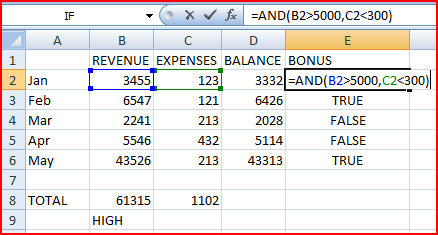 IF =AND(B2>5000,C2<300)
A B C D E
1 REVENUE EXPENSES BALANCE BONUS
2 Jan 3455 123 3332 =AND(B2>5000,C2<300)
3 Feb 6547 121 6426 TRUE
4 Mar 2241 213 2028 FALSE
5 Apr 5546 432 5114 FALSE
6 May 43526 213 43313 TRUE
7
8 TOTAL 61315 1102
9 HIGH